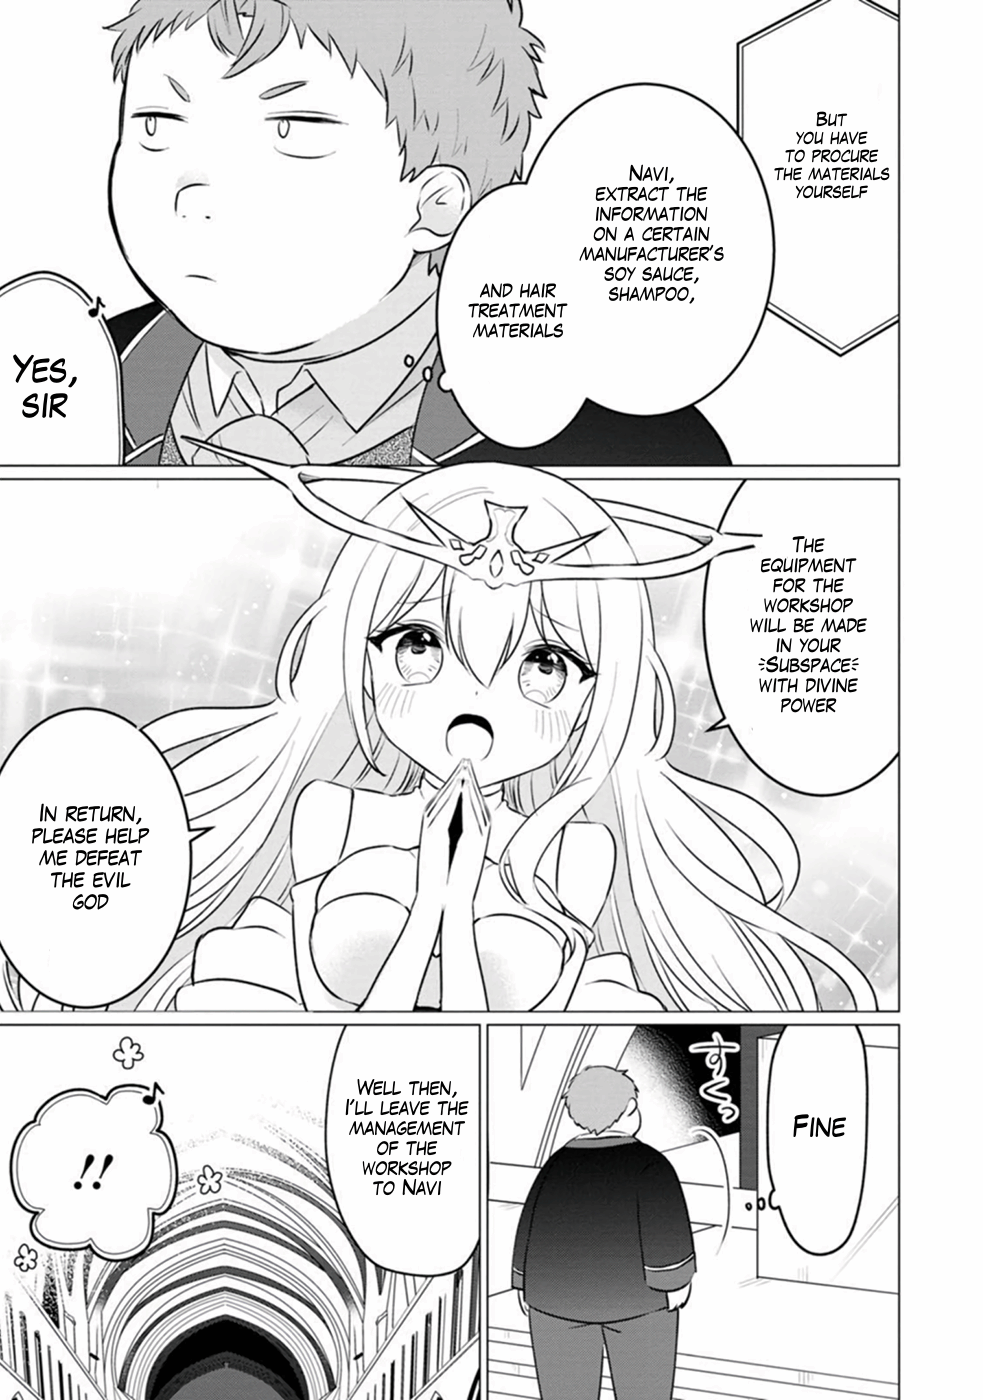 But
you have
to procure
the materials
yourself
Navi,
extract the
information
on a certain
manufacturer's
soy sauce,
shampoo,
and hair
treatment
materials
Yes,
sir
The
equipment
for the
workshop
will be made
in your
Subspace
with divine
power
In return,
please help
me defeat
the evil
god
Fine
すくっ
Well then,
I'll leave the
management
of the
workshop
to Navi
!!